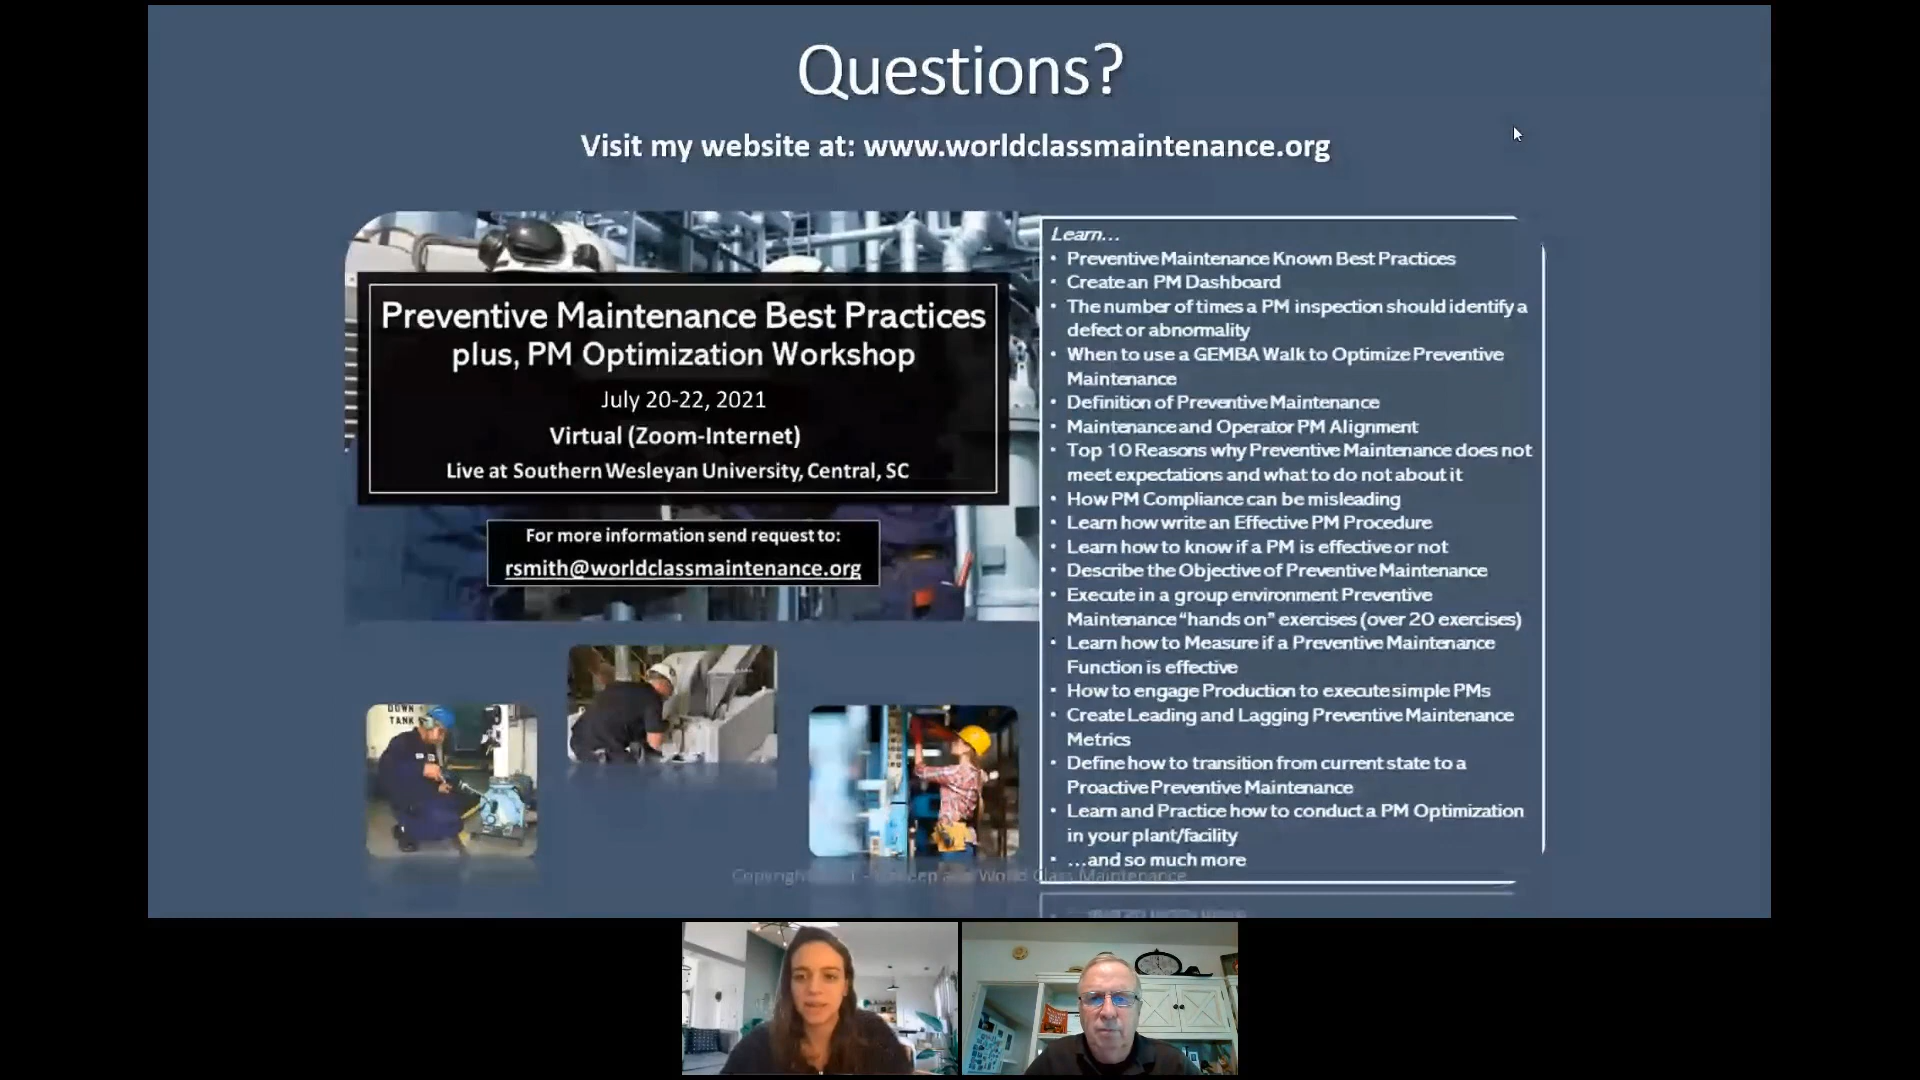 Questions?
Visit my website at: www.worldclassmaintenance.org
Preventive Maintenance Best Practices
plus, PM Optimization Workshop
July 20-22, 2021
Virtual (Zoom-Internet)
Live at Southern Wesleyan University, Central, SC
For more information send request to:
rsmith@worldclassmaintenance.org
DOWN
TANK
Learn...
• Preventive Maintenance Known Best Practices
• Create an PM Dashboard
• The number of times a PM inspection should identify a
defect or abnormality
• When to use a GEMBA Walk to Optimize Preventive
Maintenance
• Definition of Preventive Maintenance
• Maintenance and Operator PM Alignment
• Top 10 Reasons why Preventive Maintenance does not
meet expectations and what to do not about it
• How PM Compliance can be misleading
• Learn how write an Effective PM Procedure
• Learn how to know if a PM is effective or not
• Describe the Objective of Preventive Maintenance
• Execute in a group environment Preventive
Maintenance “hands on” exercises (over 20 exercises)
• Learn how to Measure if a Preventive Maintenance
Function is effective
• How to engage Production to execute simple PMs
• Create Leading and Lagging Preventive Maintenance
Metrics
• Define how to transition from current state to a
Proactive Preventive Maintenance
• Learn and Practice how to conduct a PM Optimization
in your plant/facility
• ...and so much more
World Class Maintenance